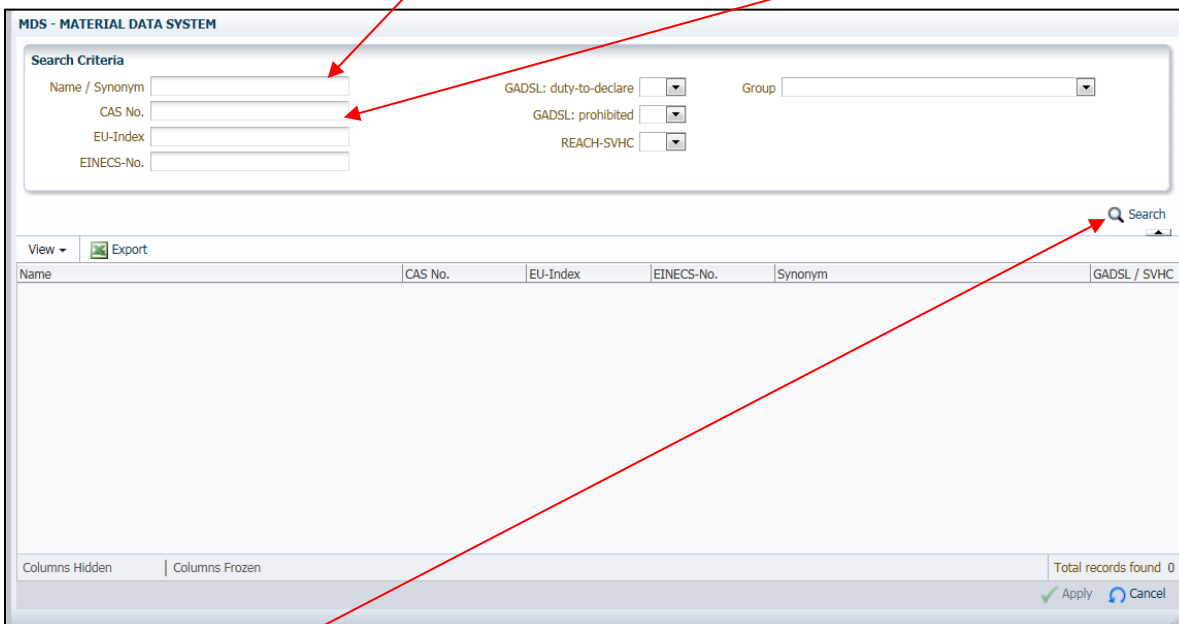 MDS - MATERIAL DATA SYSTEM
Search Criteria
Name / Synonym GADSL: duty-to-declare Group
CAS No. GADSL: prohibited
EU-Index REACH-SVHC
EINECS-No.
Search
View Export
Name CAS No. EU-Index EINECS-No. Synonym GADSL / SVHC
Columns Hidden Columns Frozen Total records found 0
Apply Cancel